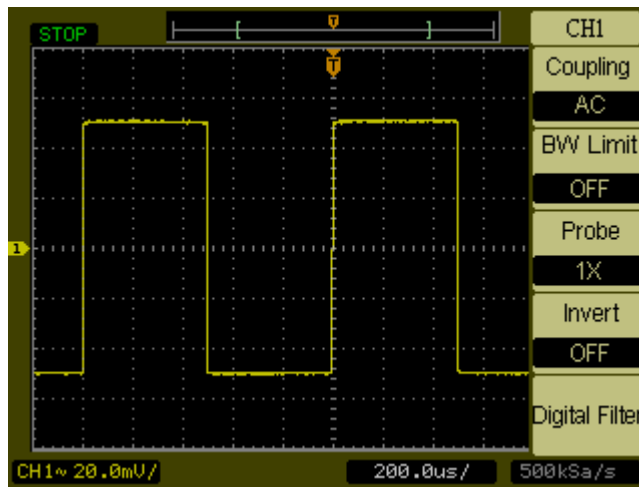 STOP
T
T
1
CH1
Coupling
AC
BW Limit
OFF
Probe
1X
Invert
OFF
Digital Filter
CH1~ 20.0mV/
200.0us/
500kSa/s